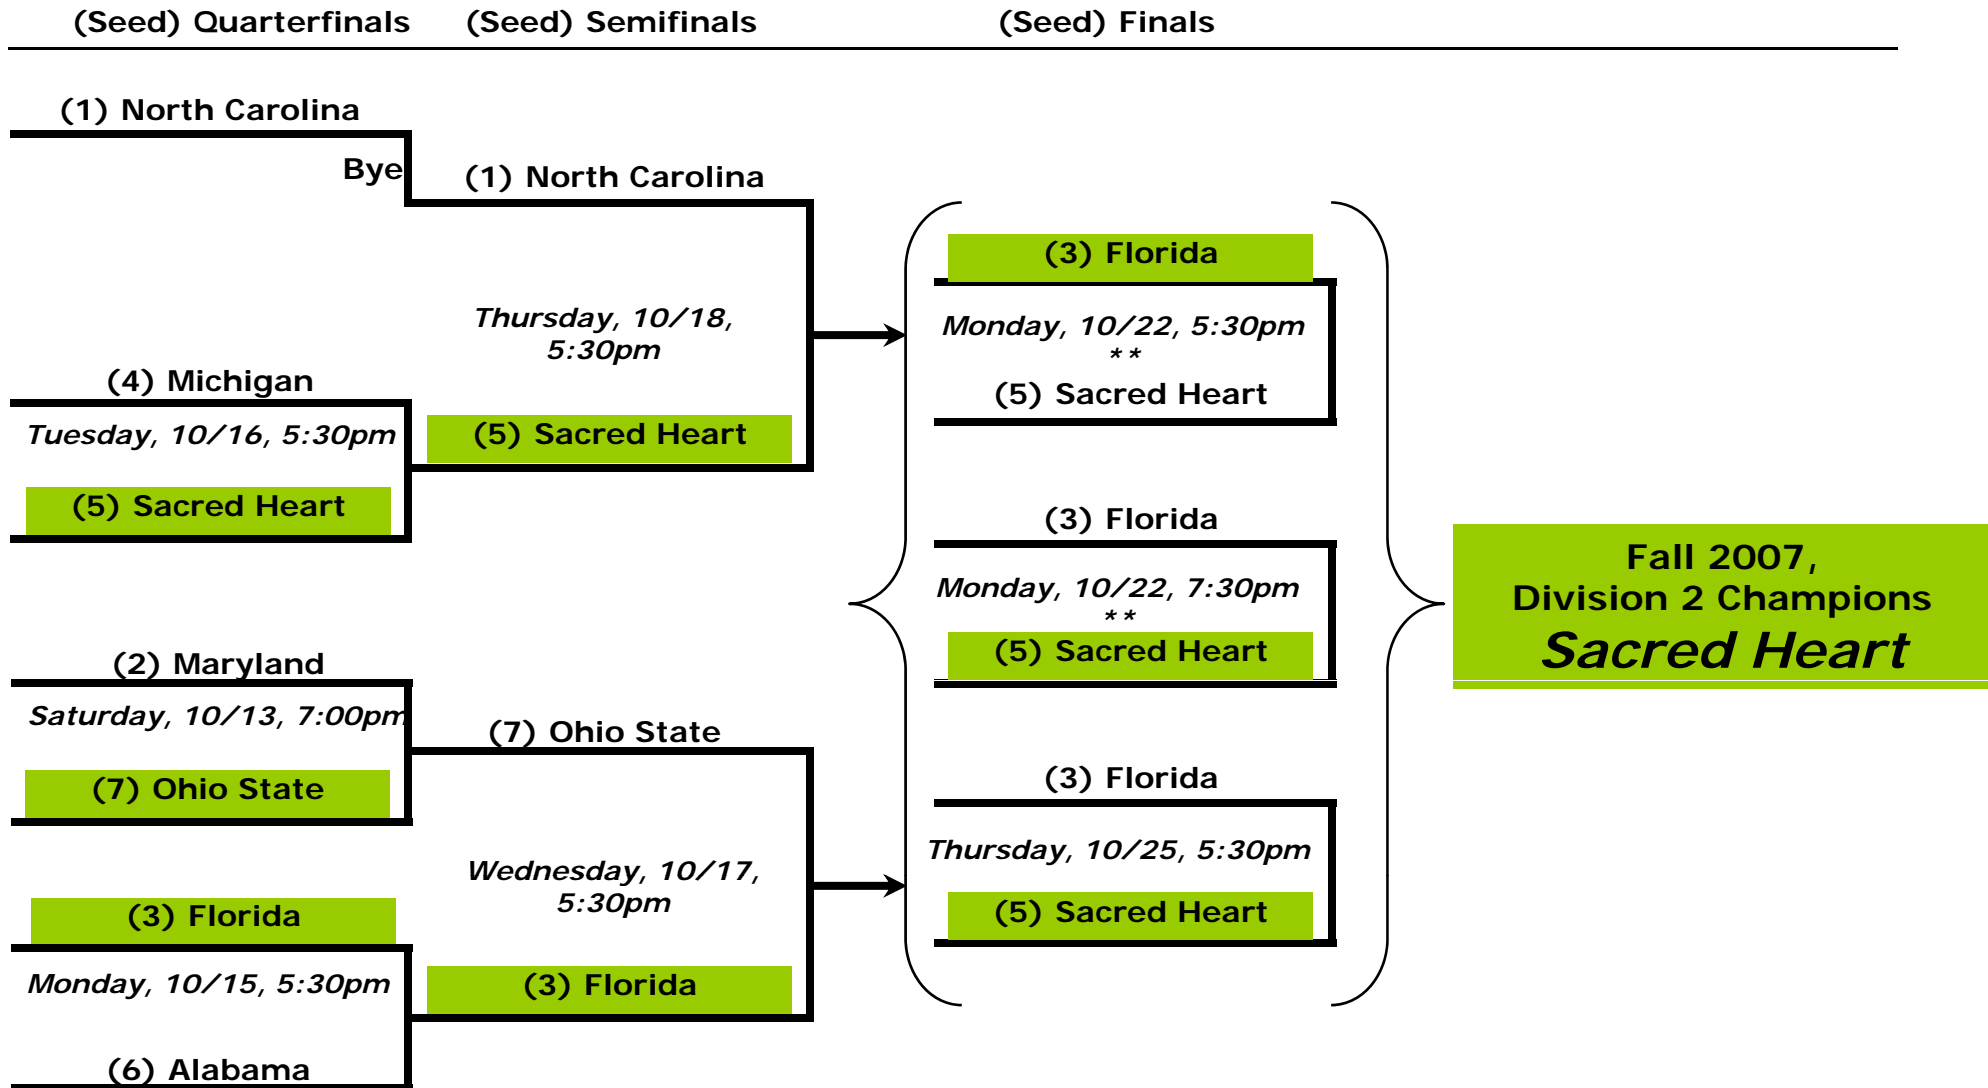 (Seed) Quarterfinals (Seed) Semifinals (Seed) Finals
(1) North Carolina
Bye
(4) Michigan
Tuesday, 10/16, 5:30pm
(5) Sacred Heart
(2) Maryland
Saturday, 10/13, 7:00pm
(7) Ohio State
(3) Florida
Monday, 10/15, 5:30pm
(6) Alabama
(1) North Carolina
Thursday, 10/18,
5:30pm
(5) Sacred Heart
(7) Ohio State
Wednesday, 10/17,
5:30pm
(3) Florida
(3) Florida
Monday, 10/22, 5:30pm
**
(5) Sacred Heart
(3) Florida
Monday, 10/22, 7:30pm
**
(5) Sacred Heart
(3) Florida
Thursday, 10/25, 5:30pm
(5) Sacred Heart
Fall 2007,
Division 2 Champions
Sacred Heart